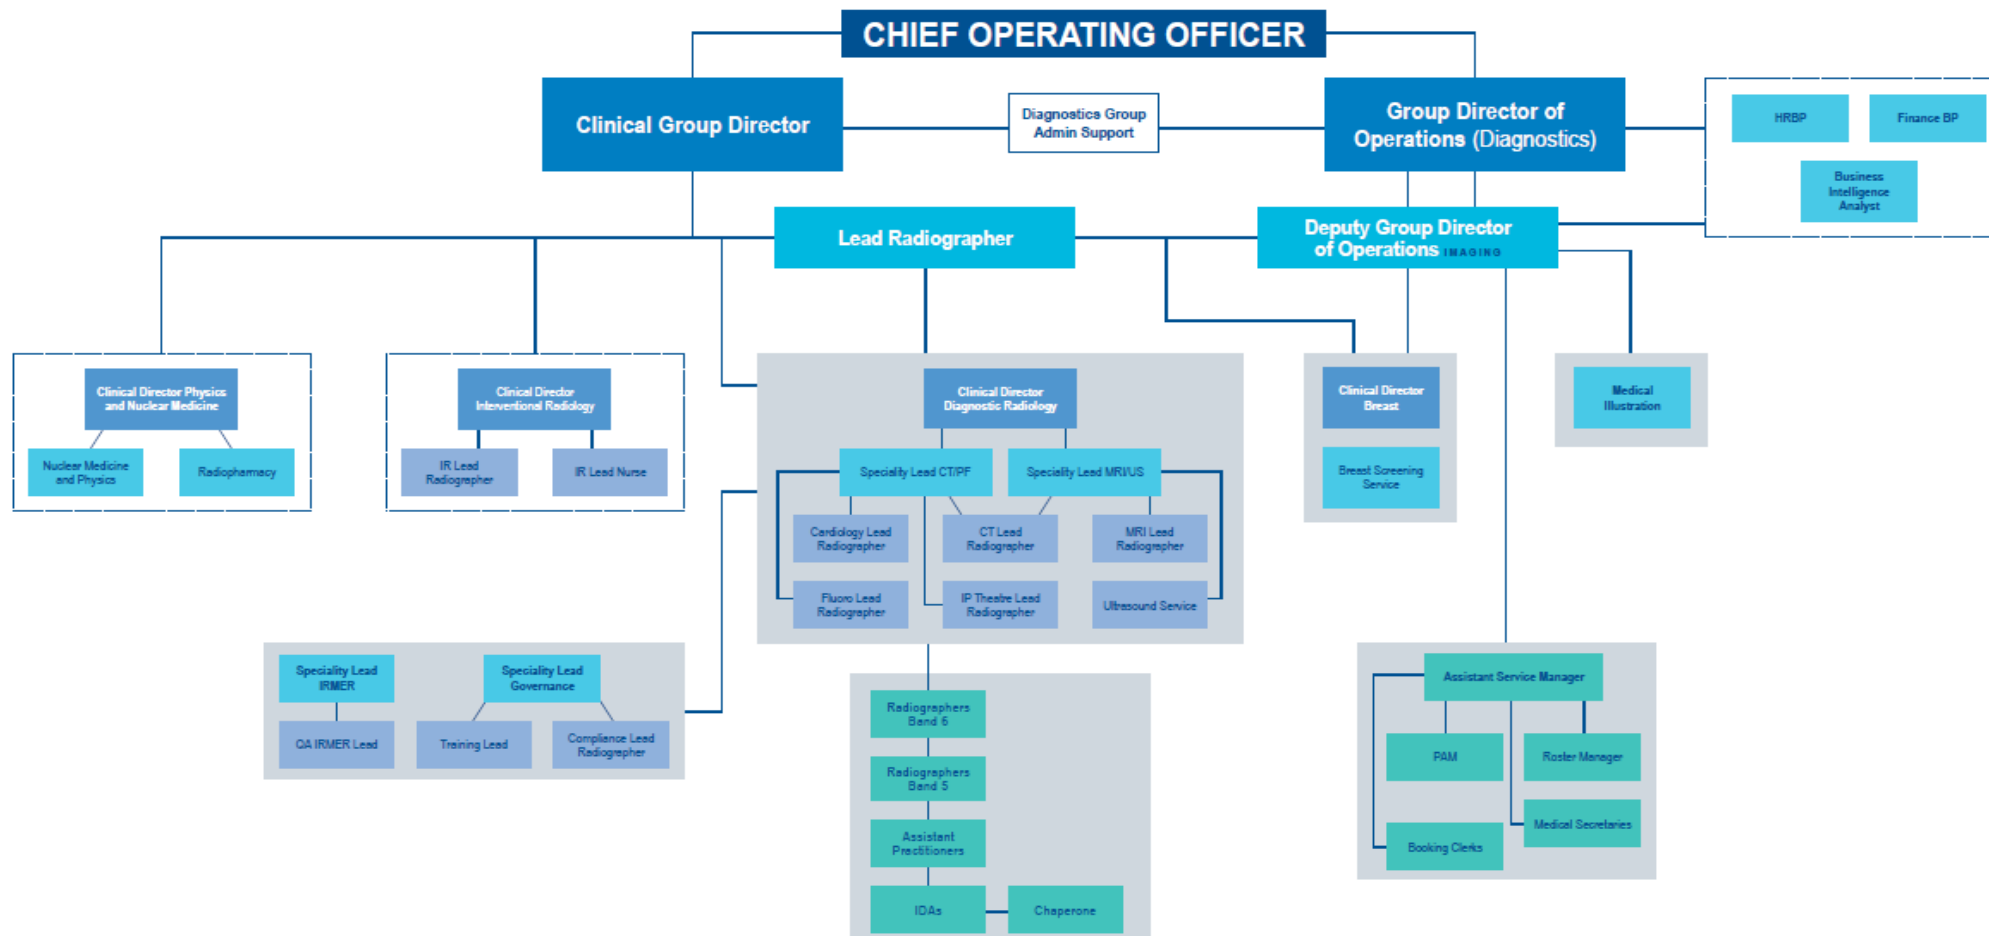 CHIEF OPERATING OFFICER
Clinical Group Director
Diagnostics Group
Admin Support
Group Director of
Operations (Diagnostics)
HRBP
Finance BP
Business
Intelligence
Analyst
Lead Radiographer
Deputy Group Director
of Operations IMAGING
Clinical Director Physics
and Nuclear Medicine
Nuclear Medicine
and Physics
Radiopharmacy
Clinical Director
Interventional Radiology
IR Lead
Radiographer
IR Lead Nurse
Clinical Director
Diagnostic Radiology
Speciality Lead CT/PF
Speciality Lead MRI/US
Cardiology Lead
Radiographer
CT Lead
Radiographer
MRI Lead
Radiographer
Fluoro Lead
Radiographer
IP Theatre Lead
Radiographer
Ultrasound Service
Clinical Director
Breast
Breast Screening
Service
Medical
Illustration
Speciality Lead
IRMER
Speciality Lead
Governance
QA IRMER Lead
Training Lead
Compliance Lead
Radiographer
Radiographers
Band 6
Radiographers
Band 5
Assistant
Practitioners
IDAs
Chaperone
Assistant Service Manager
PAM
Roster Manager
Medical Secretaries
Booking Clerks